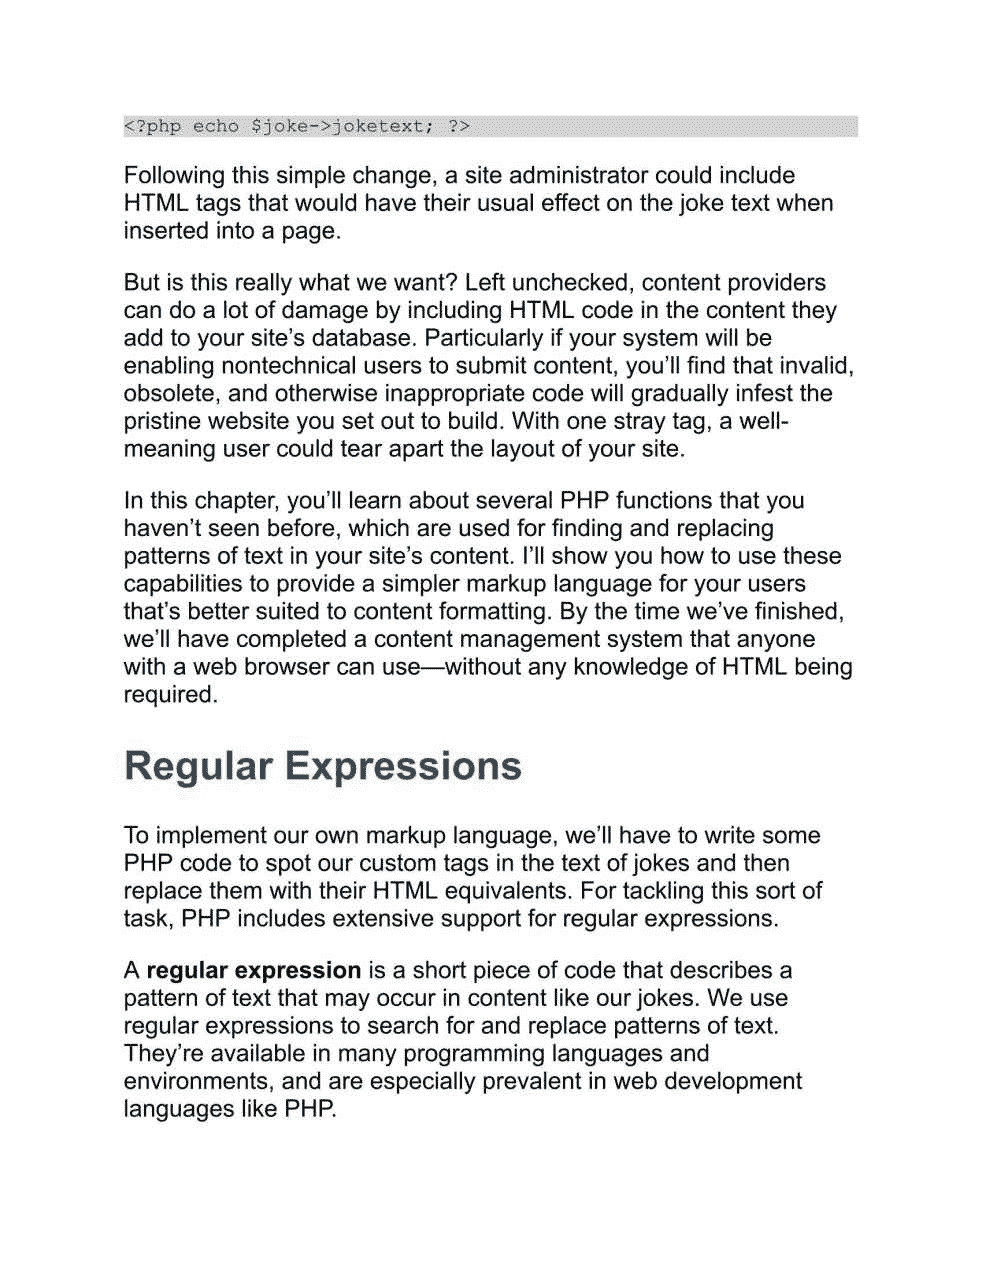 <?php echo $joke->joketext; ?>
Following this simple change, a site administrator could include
HTML tags that would have their usual effect on the joke text when
inserted into a page.
But is this really what we want? Left unchecked, content providers
can do a lot of damage by including HTML code in the content they
add to your site’s database. Particularly if your system will be
enabling nontechnical users to submit content, you’ll find that invalid,
obsolete, and otherwise inappropriate code will gradually infest the
pristine website you set out to build. With one stray tag, a well-
meaning user could tear apart the layout of your site.
In this chapter, you’ll learn about several PHP functions that you
haven’t seen before, which are used for finding and replacing
patterns of text in your site’s content. I’ll show you how to use these
capabilities to provide a simpler markup language for your users
that’s better suited to content formatting. By the time we’ve finished,
we’ll have completed a content management system that anyone
with a web browser can use—without any knowledge of HTML being
required.
Regular Expressions
To implement our own markup language, we’ll have to write some
PHP code to spot our custom tags in the text of jokes and then
replace them with their HTML equivalents. For tackling this sort of
task, PHP includes extensive support for regular expressions.
A regular expression is a short piece of code that describes a
pattern of text that may occur in content like our jokes. We use
regular expressions to search for and replace patterns of text.
They’re available in many programming languages and
environments, and are especially prevalent in web development
languages like PHP.